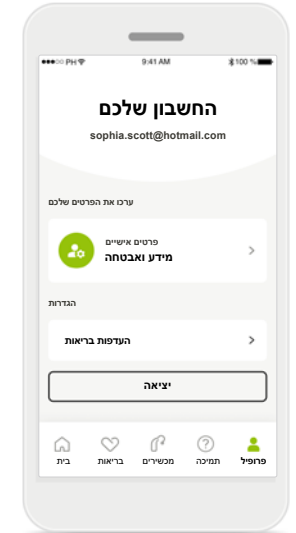 ●●●○○ PH 9:41 AM 100 %
החשבון שלכם
sophia.scott@hotmail.com
ערכו את הפרטים שלכם
פרטים אישיים
מידע ואבטחה
הגדרות
העדפות בריאות
יציאה
פרופיל תמיכה מכשירים בריאות בית